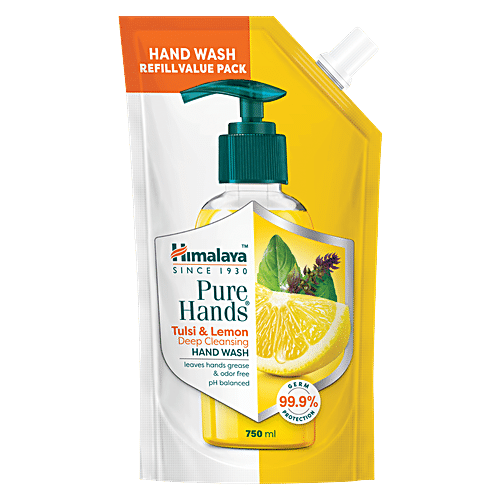 HAND WASH
REFILL VALUE PACK
Himalaya™
SINCE 1930
Pure
Hands®
Tulsi & Lemon
Deep Cleansing
HAND WASH
leaves hands grease
& odor free
pH balanced
GERM
99.9%
PROTECTION
750 ml